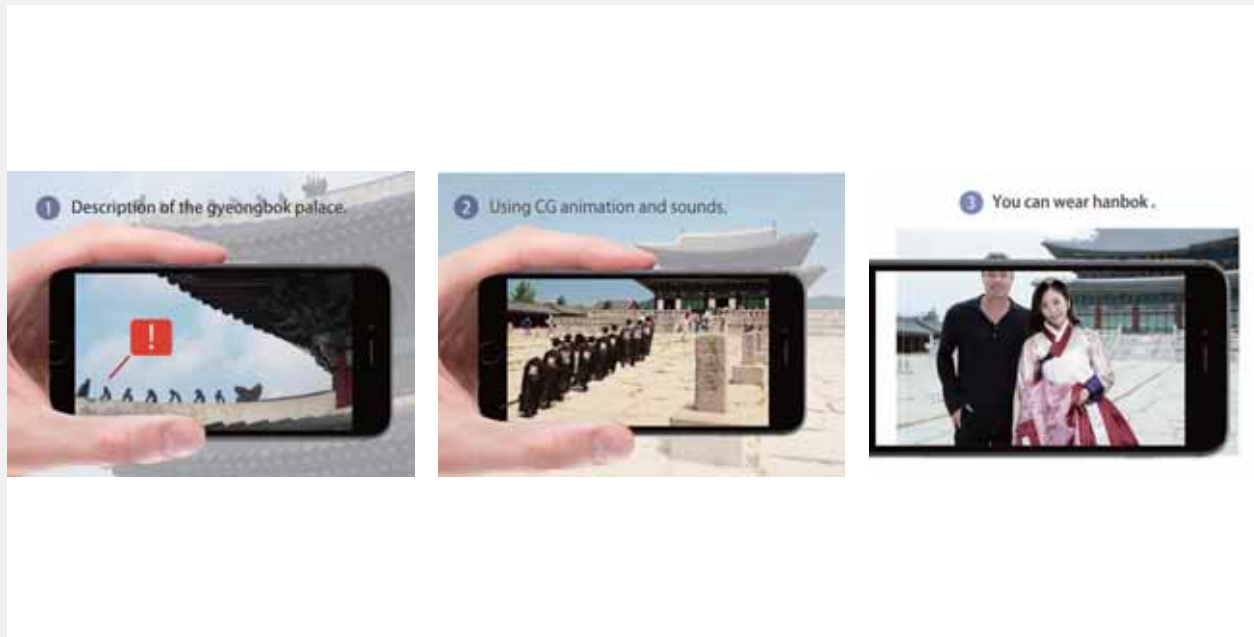 1 Description of the gyeongbok palace.
2 Using CG animation and sounds.
3 You can wear hanbok .
!